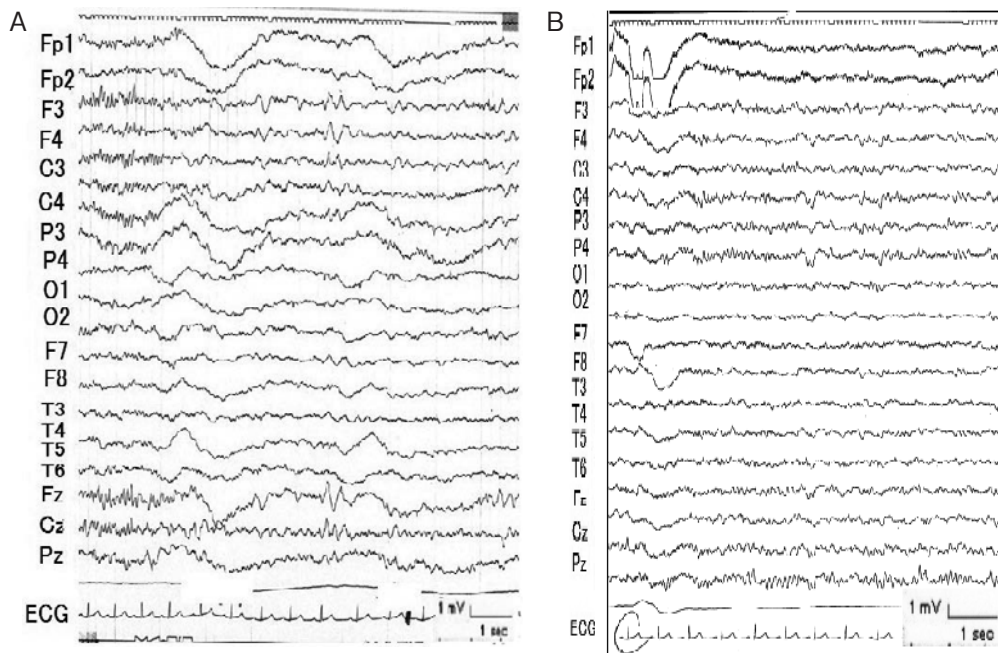 A
Fp1
Fp2
F3
F4
C3
C4
P3
P4
O1
O2
F7
F8
T3
T4
T5
T6
Fz
Cz
Pz
ECG
1 mV
1 sec
B
Fp1
Fp2
F3
F4
C3
C4
P3
P4
O1
O2
F7
F8
T3
T4
T5
T6
Cz
Pz
ECG
1 mV
1 sec